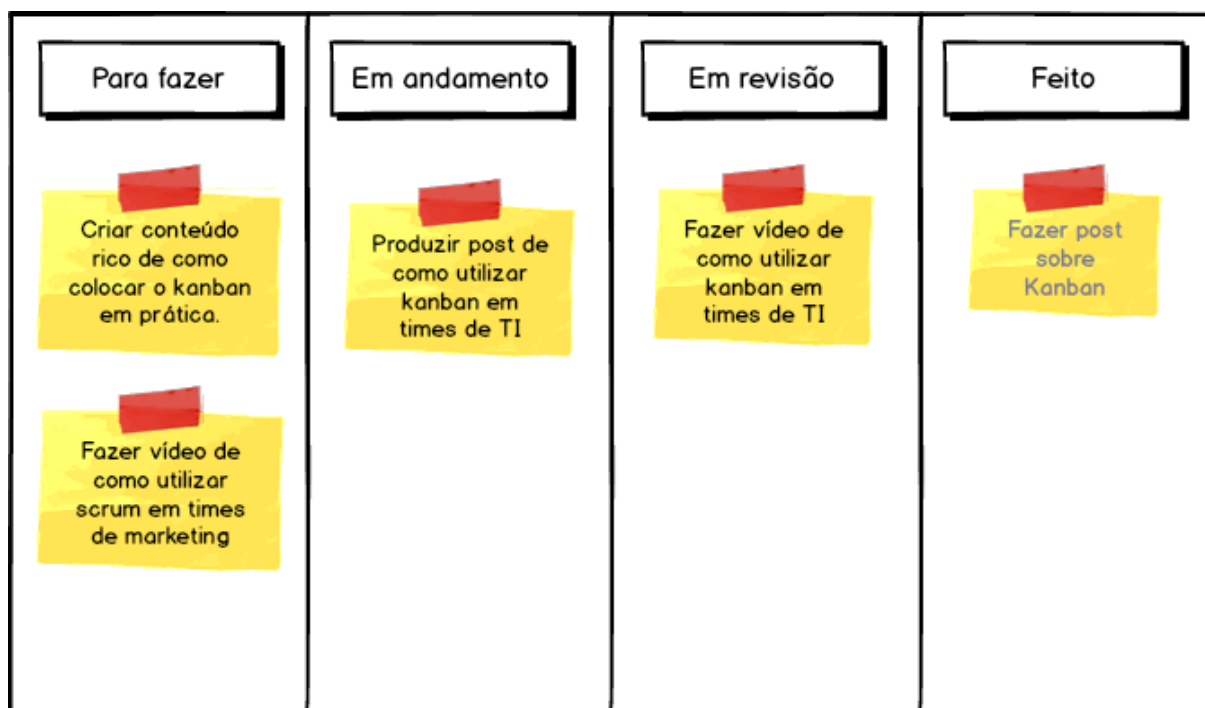 Para fazer
Em andamento
Em revisão
Feito
Criar conteúdo
rico de como
colocar o kanban
em prática.
Fazer vídeo de
como utilizar
scrum em times
de marketing
Produzir post de
como utilizar
kanban em
times de TI
Fazer vídeo de
como utilizar
kanban em
times de TI
Fazer post
sobre
Kanban